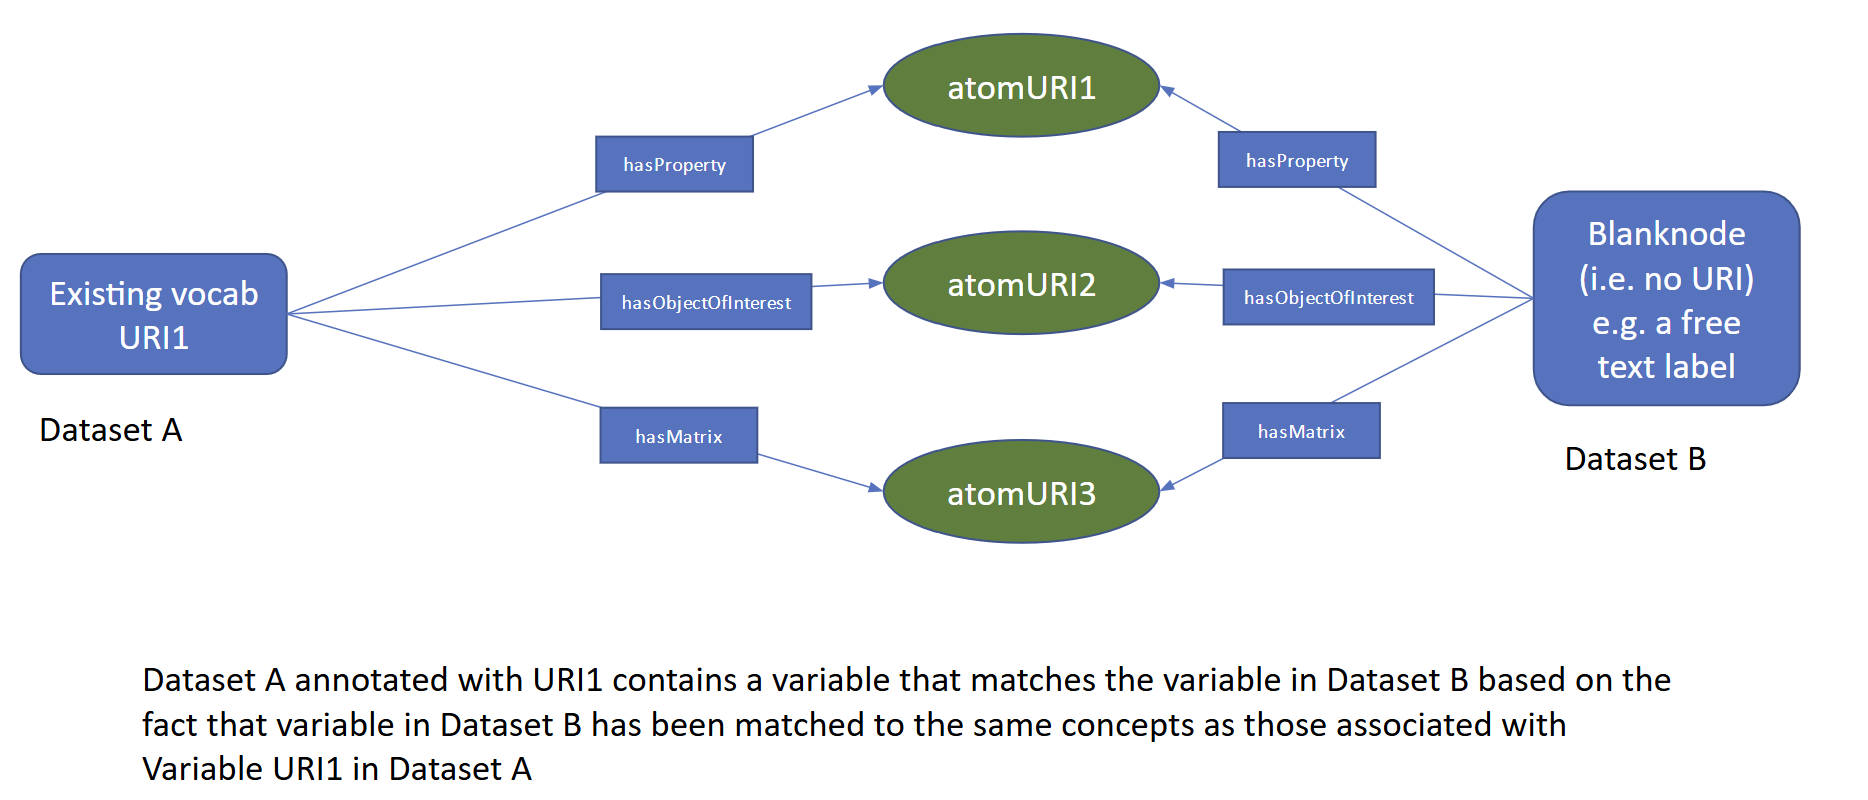 atomURI1
hasProperty
hasProperty
Existing vocab
URI1
Dataset A
hasObjectOfInterest
atomURI2
hasObjectOfInterest
Blanknode
(i.e. no URI)
e.g. a free
text label
Dataset B
hasMatrix
hasMatrix
atomURI3
Dataset A annotated with URI1 contains a variable that matches the variable in Dataset B based on the
fact that variable in Dataset B has been matched to the same concepts as those associated with
Variable URI1 in Dataset A